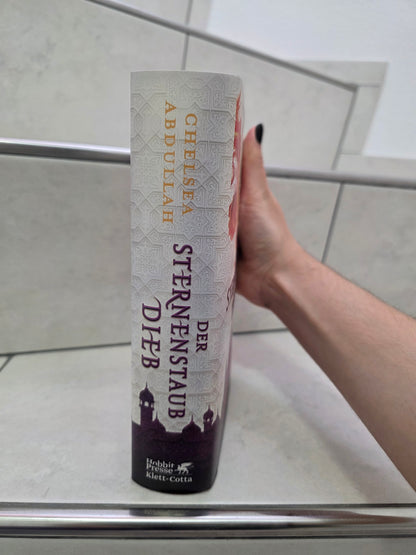 CHELSEA
ABDULLAH
DER
STERNENSTAUB
DIEB
Hobbit
Presse
Klett-Cotta